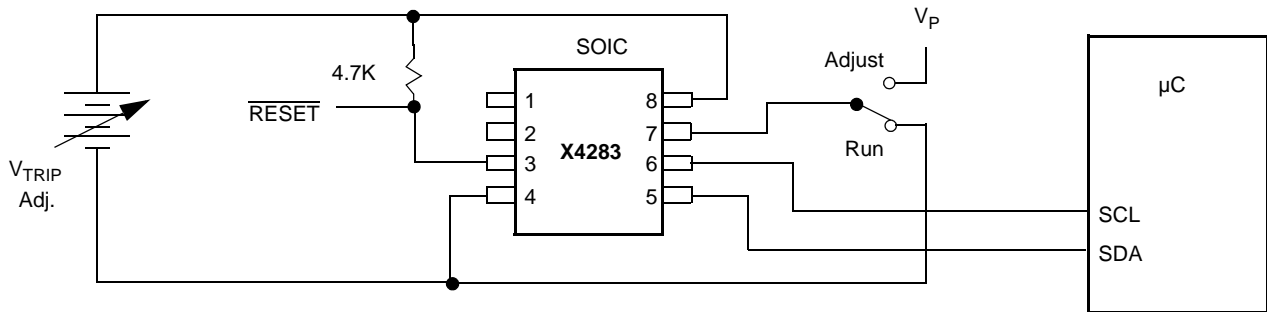 V_P
SOIC
4.7K
Adjust
µC
RESET
1
8
2
7
X4283
3
6
Run
4
5
V_TRIP
Adj.
SCL
SDA